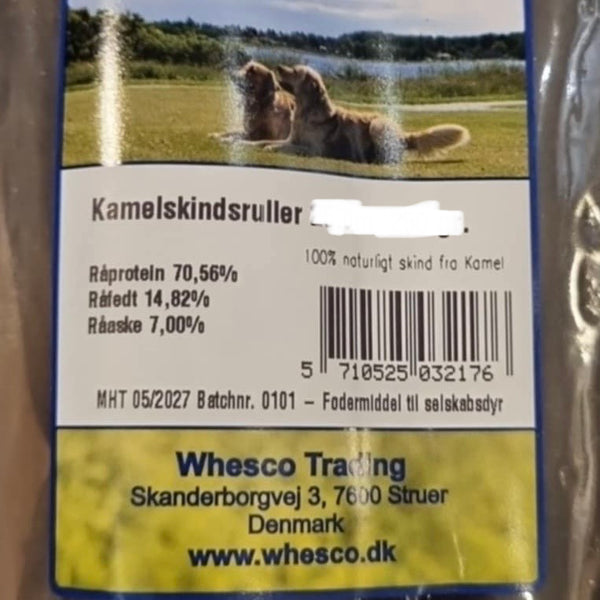 Kamelskindsruller
100% naturligt skind fra Kamel
Råprotein 70,56%
Råfedt 14,82%
Råaske 7,00%
5 710525 032176
MHT 05/2027 Batchnr. 0101 – Fodermiddel til selskabsdyr
Whesco Trading
Skanderborgvej 3, 7600 Struer
Denmark
www.whesco.dk